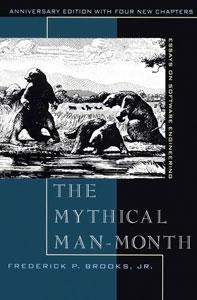 ANNIVERSARY EDITION WITH FOUR NEW CHAPTERS
ESSAYS ON SOFTWARE ENGINEERING
THE
MYTHICAL
MAN-MONTH
FREDERICK P. BROOKS, JR.